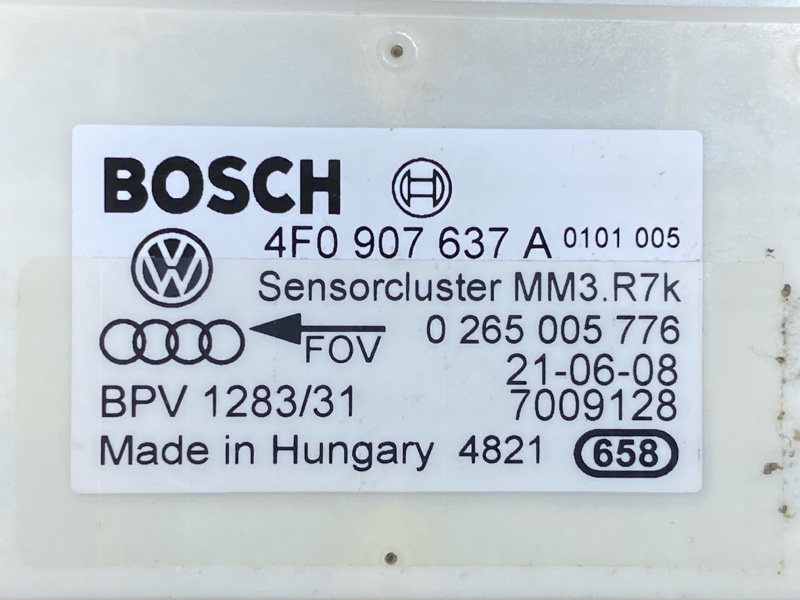 BOSCH
4F0 907 637 A 0101 005
Sensorcluster MM3.R7k
FOV 0 265 005 776
21-06-08
BPV 1283/31 7009128
Made in Hungary 4821 658